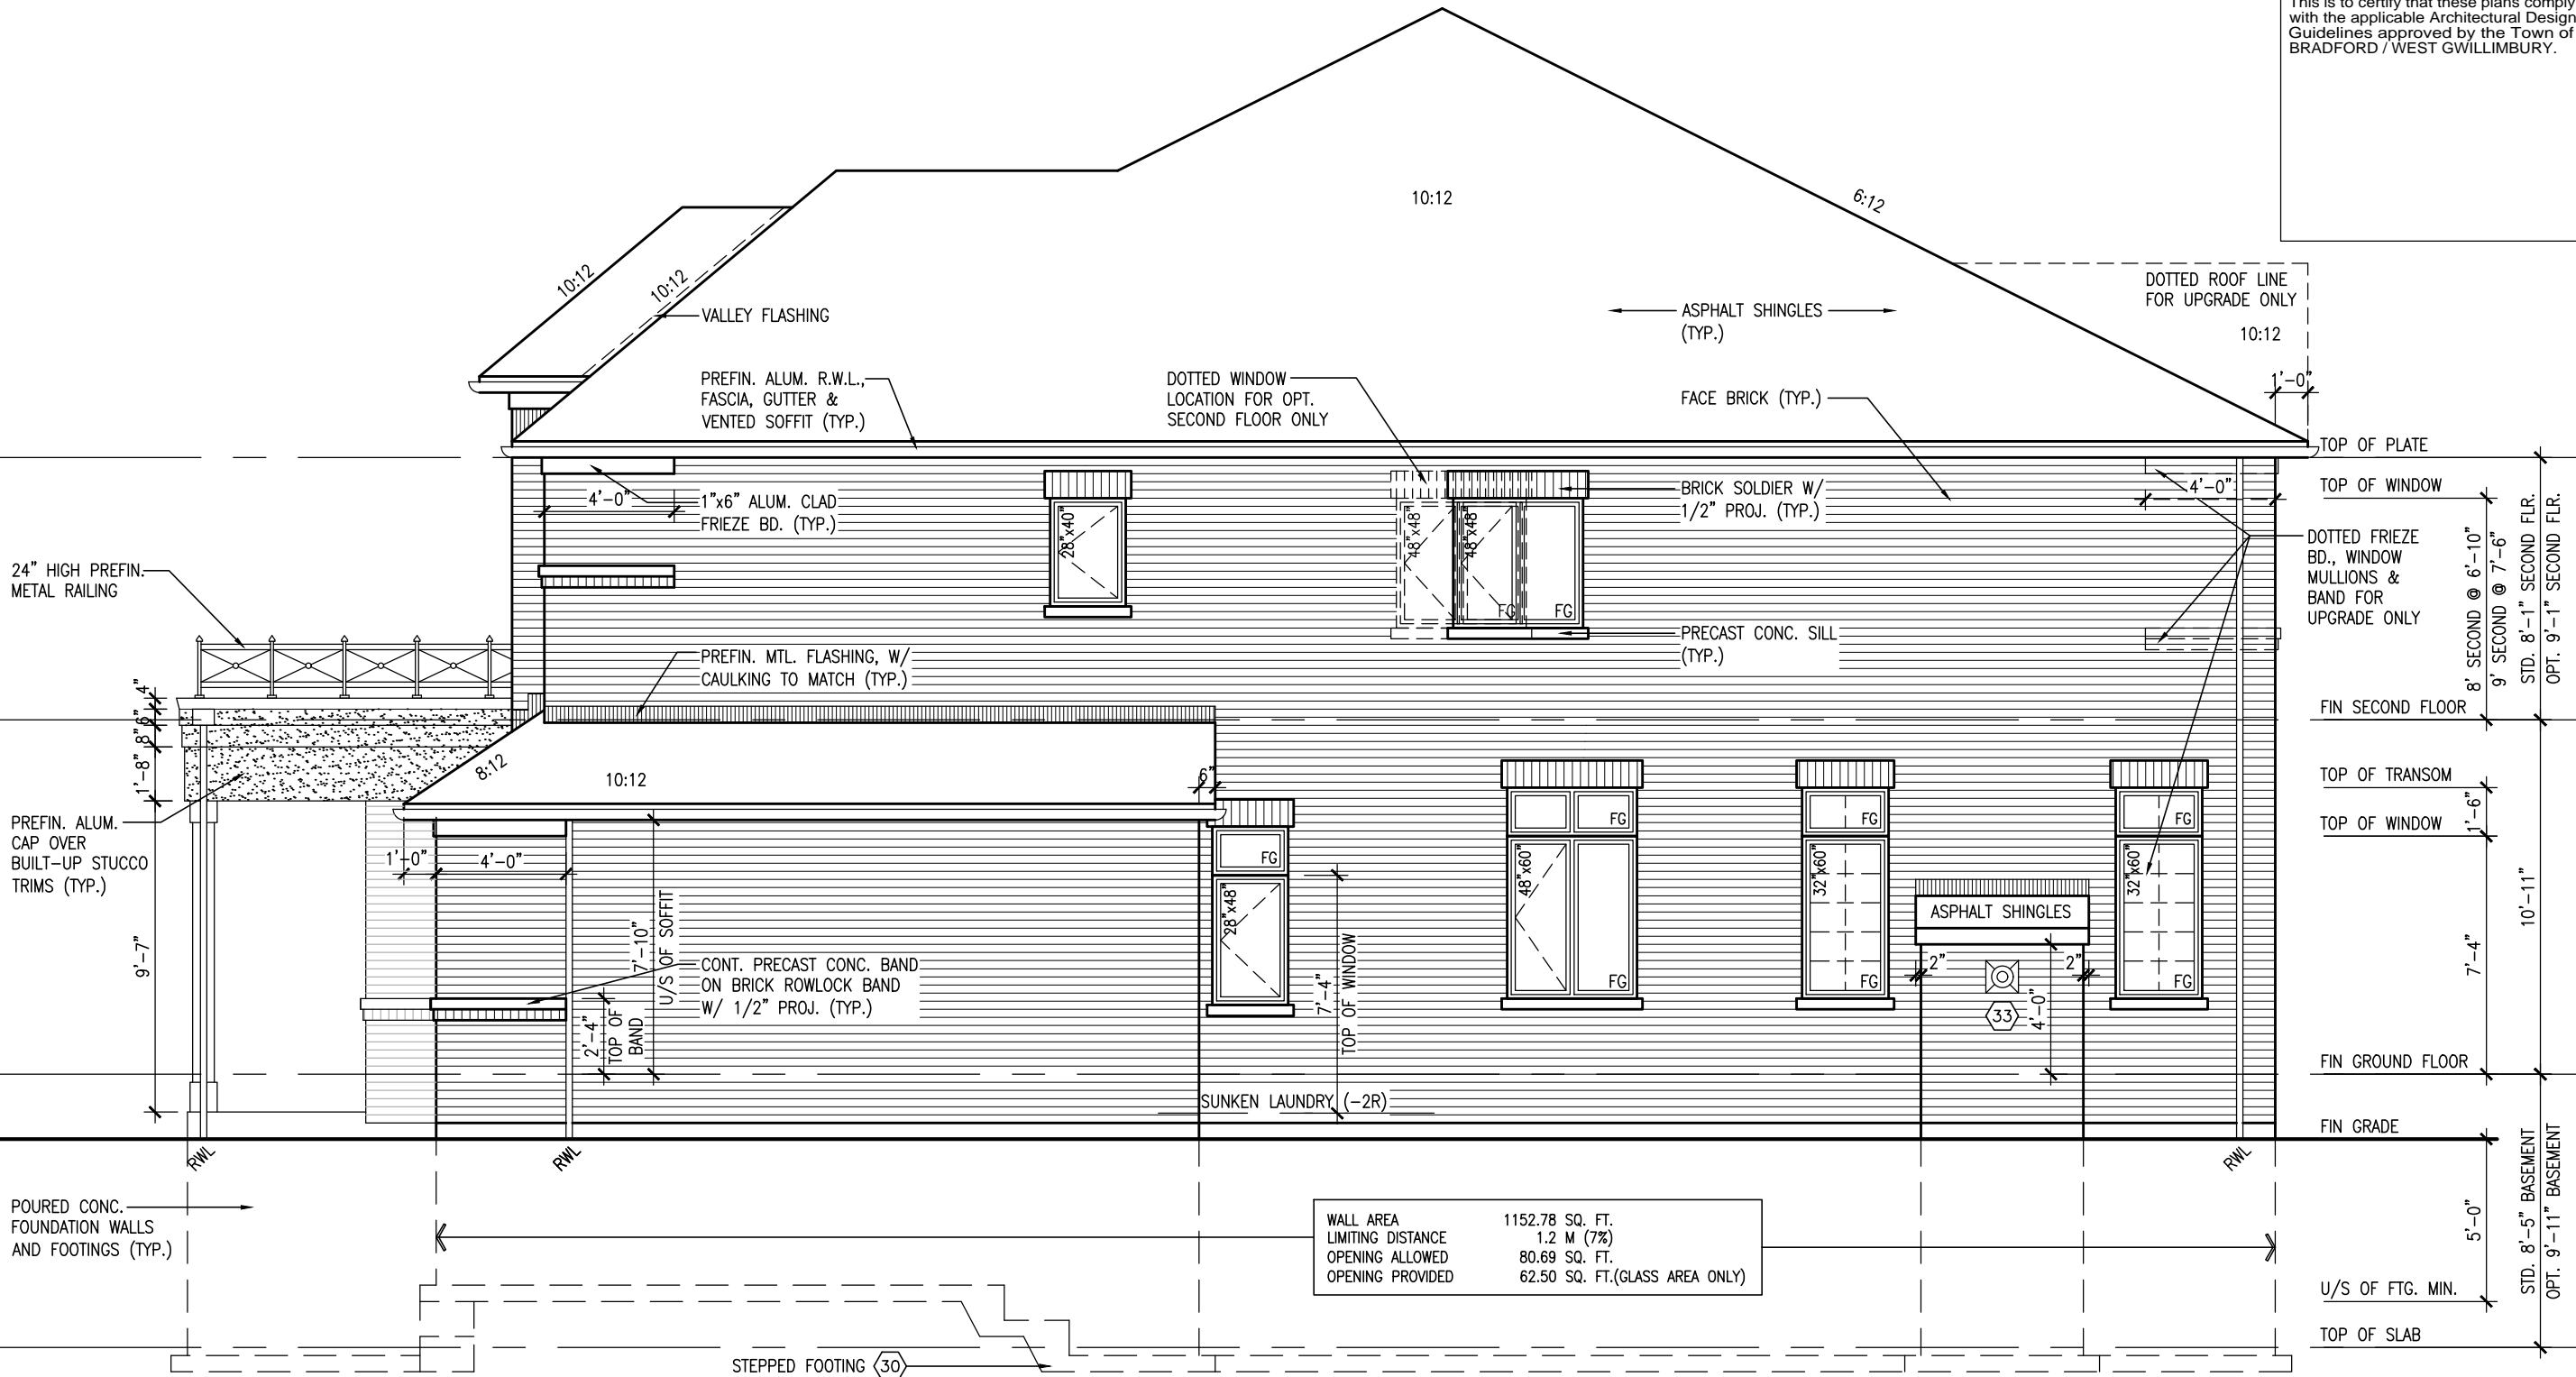 This is to certify that these plans comply
with the applicable Architectural Design
Guidelines approved by the Town of
BRADFORD / WEST GWILLIMBURY.
10:12
6:12
10:12
10:12
VALLEY FLASHING
ASPHALT SHINGLES
(TYP.)
DOTTED ROOF LINE
FOR UPGRADE ONLY
10:12
1'-0"
PREFIN. ALUM. R.W.L.,
FASCIA, GUTTER &
VENTED SOFFIT (TYP.)
DOTTED WINDOW
LOCATION FOR OPT.
SECOND FLOOR ONLY
FACE BRICK (TYP.)
TOP OF PLATE
TOP OF WINDOW
4'-0"
1"x6" ALUM. CLAD
FRIEZE BD. (TYP.)
28"x40"
48"x48"
48"x48"
FG
FG
BRICK SOLDIER W/
1/2" PROJ. (TYP.)
4'-0"
DOTTED FRIEZE
BD., WINDOW
MULLIONS &
BAND FOR
UPGRADE ONLY
8' SECOND @ 6'-10"
9' SECOND @ 7'-6"
STD. 8'-1" SECOND FLR.
OPT. 9'-1" SECOND FLR.
24" HIGH PREFIN.
METAL RAILING
PRECAST CONC. SILL
(TYP.)
PREFIN. MTL. FLASHING, W/
CAULKING TO MATCH (TYP.)
4"
6"
8"
1'-8"
FIN SECOND FLOOR
8:12
10:12
6"
TOP OF TRANSOM
1'-6"
TOP OF WINDOW
PREFIN. ALUM.
CAP OVER
BUILT-UP STUCCO
TRIMS (TYP.)
1'-0"
4'-0"
FG
28"x48"
FG
48"x60"
FG
FG
32"x60"
FG
FG
32"x60"
FG
ASPHALT SHINGLES
2"
2"
33
4'-0"
10'-11"
7'-4"
9'-7"
7'-10"
U/S OF SOFFIT
CONT. PRECAST CONC. BAND
ON BRICK ROWLOCK BAND
W/ 1/2" PROJ. (TYP.)
2'-4"
TOP OF
BAND
7'-4"
TOP OF WINDOW
FIN GROUND FLOOR
SUNKEN LAUNDRY (-2R)
FIN GRADE
RWL
RWL
RWL
POURED CONC.
FOUNDATION WALLS
AND FOOTINGS (TYP.)
WALL AREA 1152.78 SQ. FT.
LIMITING DISTANCE 1.2 M (7%)
OPENING ALLOWED 80.69 SQ. FT.
OPENING PROVIDED 62.50 SQ. FT.(GLASS AREA ONLY)
5'-0"
STD. 8'-5" BASEMENT
OPT. 9'-11" BASEMENT
U/S OF FTG. MIN.
TOP OF SLAB
STEPPED FOOTING 30